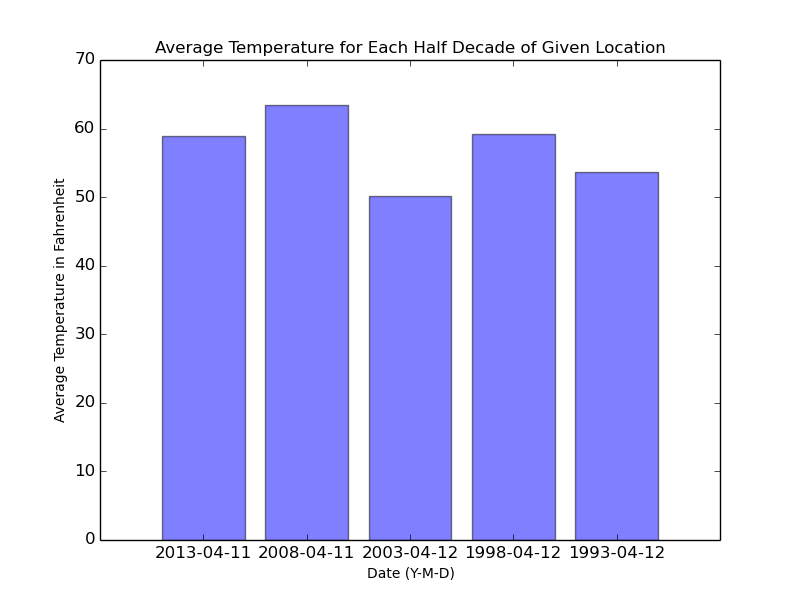 Average Temperature for Each Half Decade of Given Location
70
60
50
40
30
20
10
0
Average Temperature in Fahrenheit
2013-04-11 2008-04-11 2003-04-12 1998-04-12 1993-04-12
Date (Y-M-D)